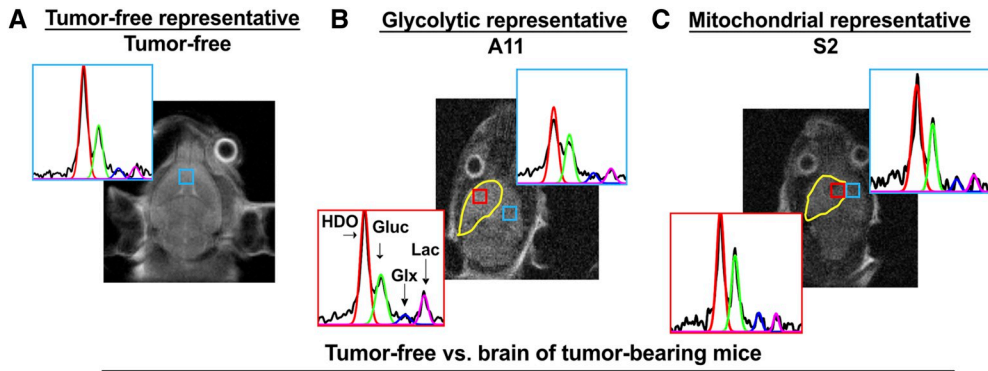 A Tumor-free representative
Tumor-free
B Glycolytic representative
A11
C Mitochondrial representative
S2
HDO
Gluc
Glx
Lac
Tumor-free vs. brain of tumor-bearing mice